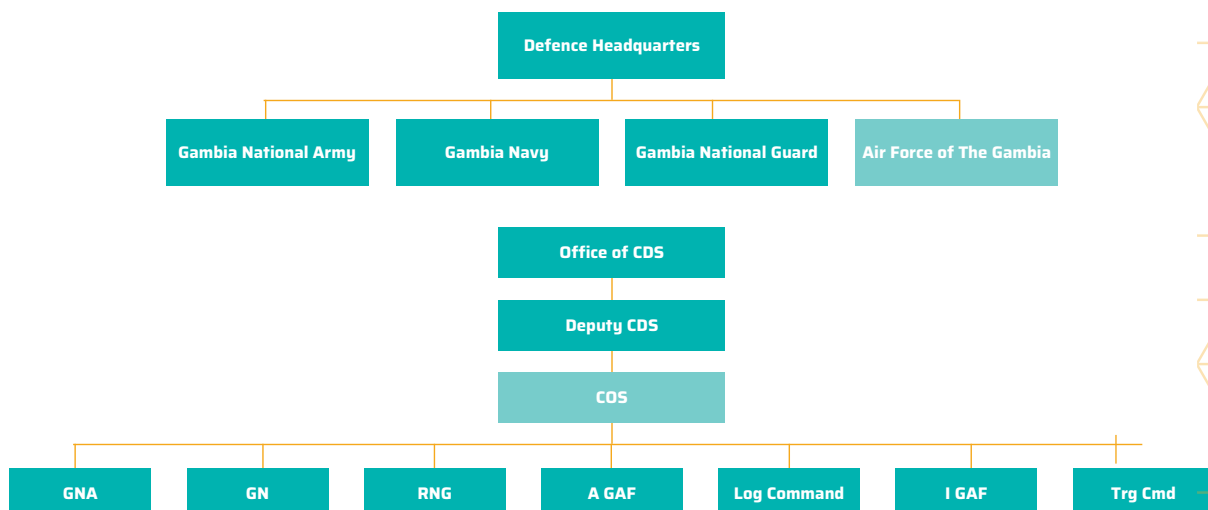 Defence Headquarters
Gambia National Army
Gambia Navy
Gambia National Guard
Air Force of The Gambia
Office of CDS
Deputy CDS
COS
GNA
GN
RNG
A GAF
Log Command
I GAF
Trg Cmd